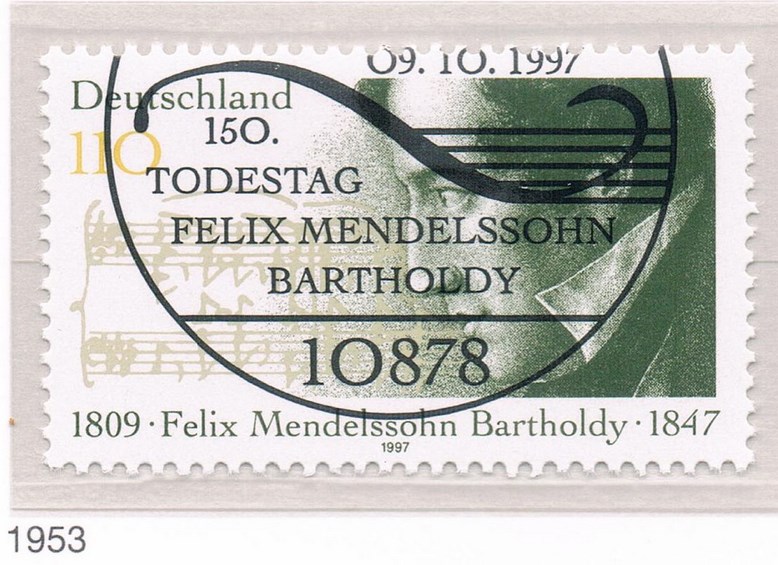 09. 10. 1997
Deutschland
110
150.
TODESTAG
FELIX MENDELSSOHN
BARTHOLDY
10878
1809 · Felix Mendelssohn Bartholdy · 1847
1997
1953